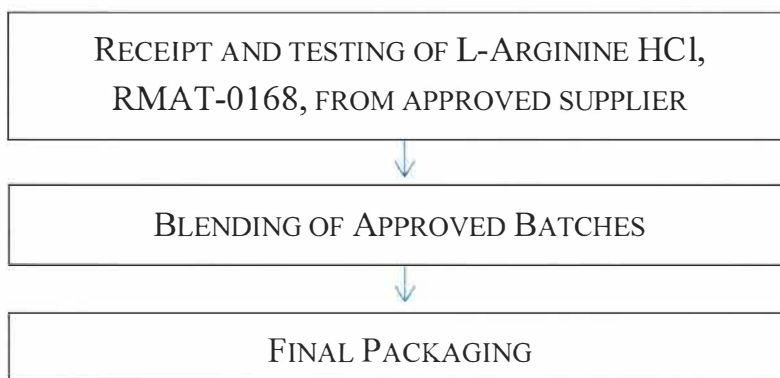 RECEIPT AND TESTING OF L-ARGININE HCl,
RMAT-0168, FROM APPROVED SUPPLIER
BLENDING OF APPROVED BATCHES
FINAL PACKAGING